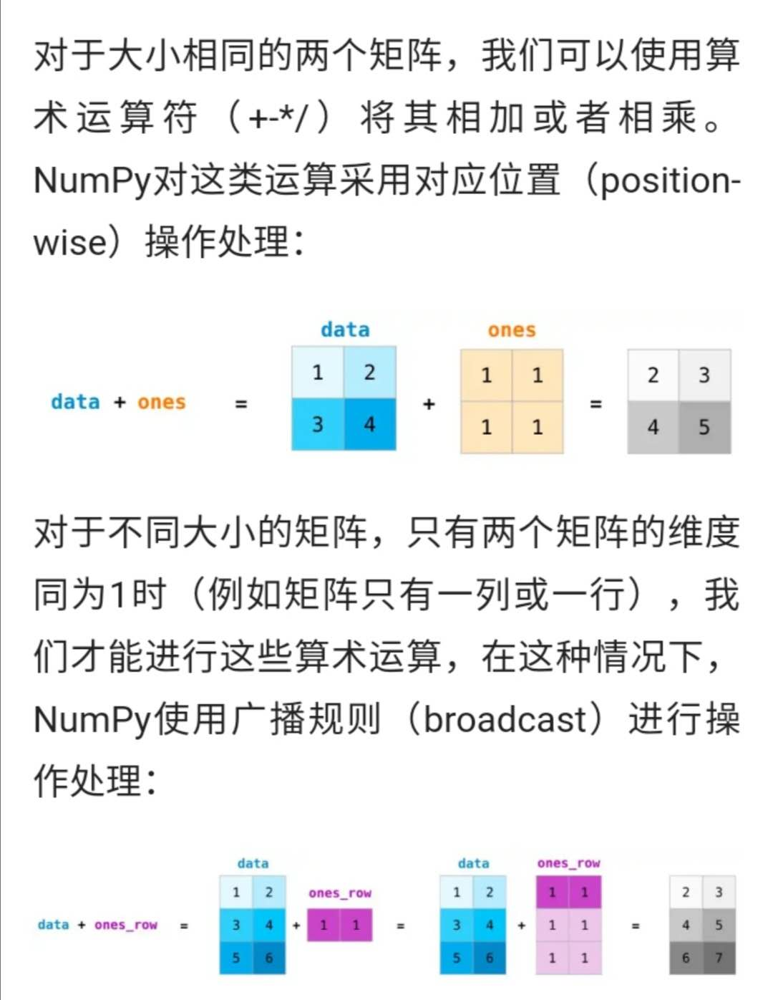 对于大小相同的两个矩阵，我们可以使用算
术运算符（+-*/）将其相加或者相乘。
NumPy对这类运算采用对应位置（position-
wise）操作处理：
data ones
data + ones = 1 2 + 1 1 = 2 3
3 4 1 1 4 5
对于不同大小的矩阵，只有两个矩阵的维度
同为1时（例如矩阵只有一列或一行），我
们才能进行这些算术运算，在这种情况下，
NumPy使用广播规则（broadcast）进行操
作处理：
data data ones_row
1 2 ones_row 1 2 1 1 2 3
data + ones_row = 3 4 + 1 1 = 3 4 + 1 1 = 4 5
5 6 5 6 1 1 6 7